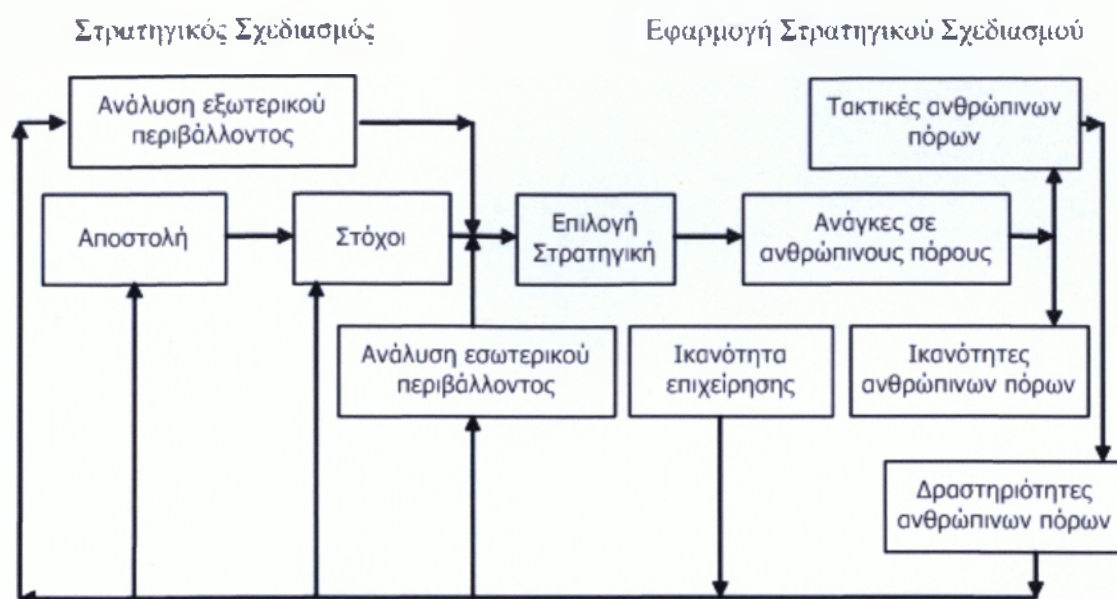 Στρατηγικός Σχεδιασμός
Εφαρμογή Στρατηγικού Σχεδιασμού
Ανάλυση εξωτερικού
περιβάλλοντος
Τακτικές ανθρώπινων
πόρων
Αποστολή
Στόχοι
Επιλογή
Στρατηγική
Ανάγκες σε
ανθρώπινους πόρους
Ανάλυση εσωτερικού
περιβάλλοντος
Ικανότητα
επιχείρησης
Ικανότητες
ανθρώπινων πόρων
Δραστηριότητες
ανθρώπινων πόρων